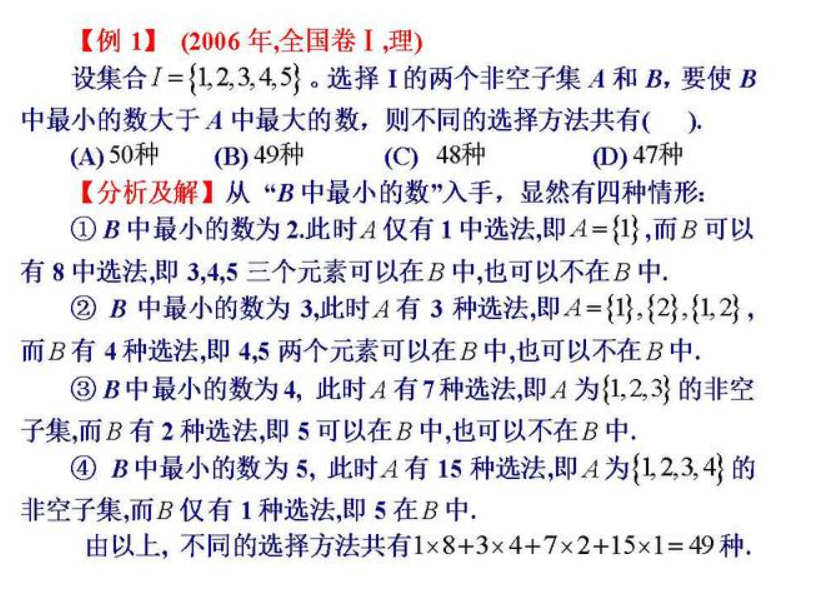 【例 1】 (2006 年,全国卷 I ,理)
设集合 I={1,2,3,4,5} 。选择 I 的两个非空子集 A 和 B, 要使 B
中最小的数大于 A 中最大的数，则不同的选择方法共有( ).
(A) 50种 (B) 49种 (C) 48种 (D) 47种
【分析及解】从 “B 中最小的数”入手，显然有四种情形:
① B 中最小的数为 2.此时 A 仅有 1 中选法,即 A={1},而 B 可以
有 8 中选法,即 3,4,5 三个元素可以在 B 中,也可以不在 B 中.
② B 中最小的数为 3,此时 A 有 3 种选法,即 A={1},{2},{1,2}，
而 B 有 4 种选法,即 4,5 两个元素可以在 B 中,也可以不在 B 中.
③ B 中最小的数为 4, 此时 A 有 7 种选法,即 A 为{1,2,3} 的非空
子集,而 B 有 2 种选法,即 5 可以在 B 中,也可以不在 B 中.
④ B 中最小的数为 5, 此时 A 有 15 种选法,即 A 为{1,2,3,4} 的
非空子集,而 B 仅有 1 种选法,即 5 在 B 中.
由以上, 不同的选择方法共有1×8+3×4+7×2+15×1=49 种.